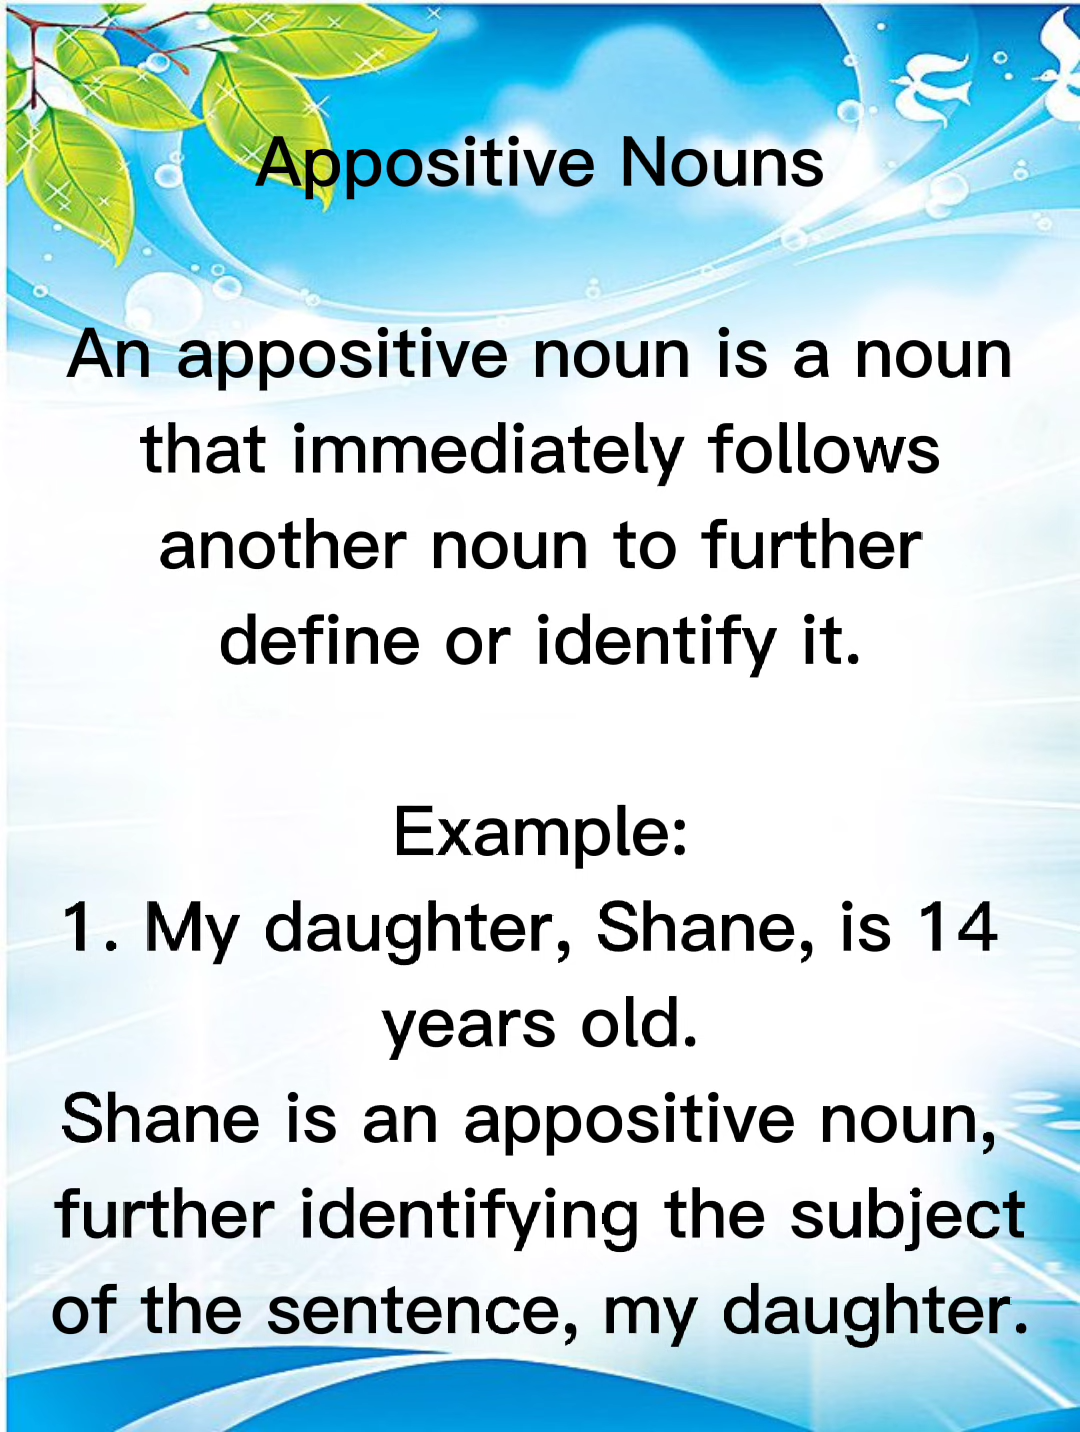 Appositive Nouns
An appositive noun is a noun
that immediately follows
another noun to further
define or identify it.
Example:
1. My daughter, Shane, is 14
years old.
Shane is an appositive noun,
further identifying the subject
of the sentence, my daughter.